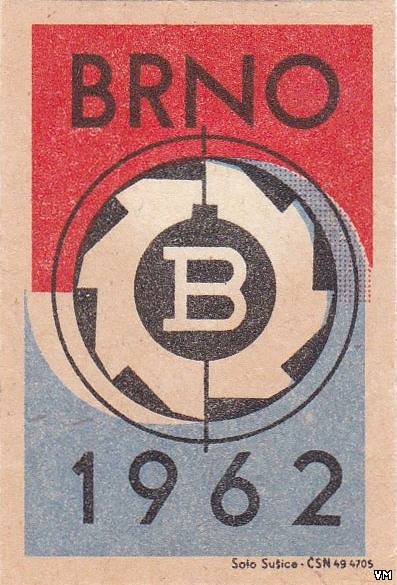 BRNO
B
1962
Solo Sušice - ČSN 49 4705
VM